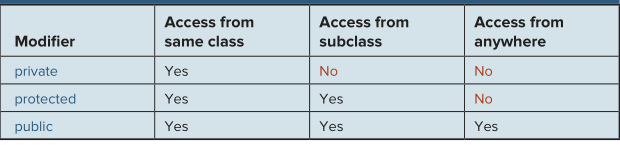 Modifier Access from same class Access from subclass Access from anywhere
private Yes No No
protected Yes Yes No
public Yes Yes Yes